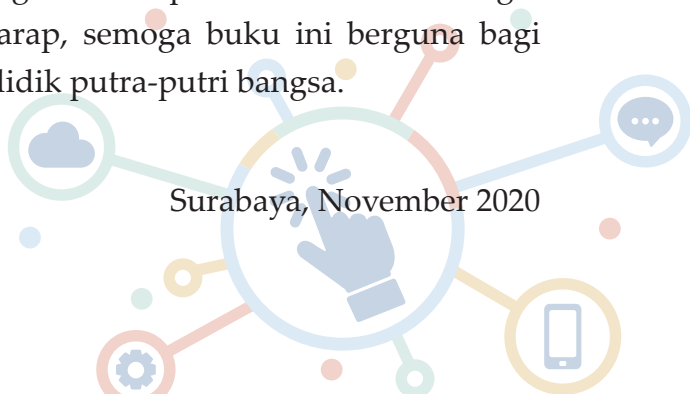 arap, semoga buku ini berguna bagi
lidik putra-putri bangsa.
Surabaya, November 2020